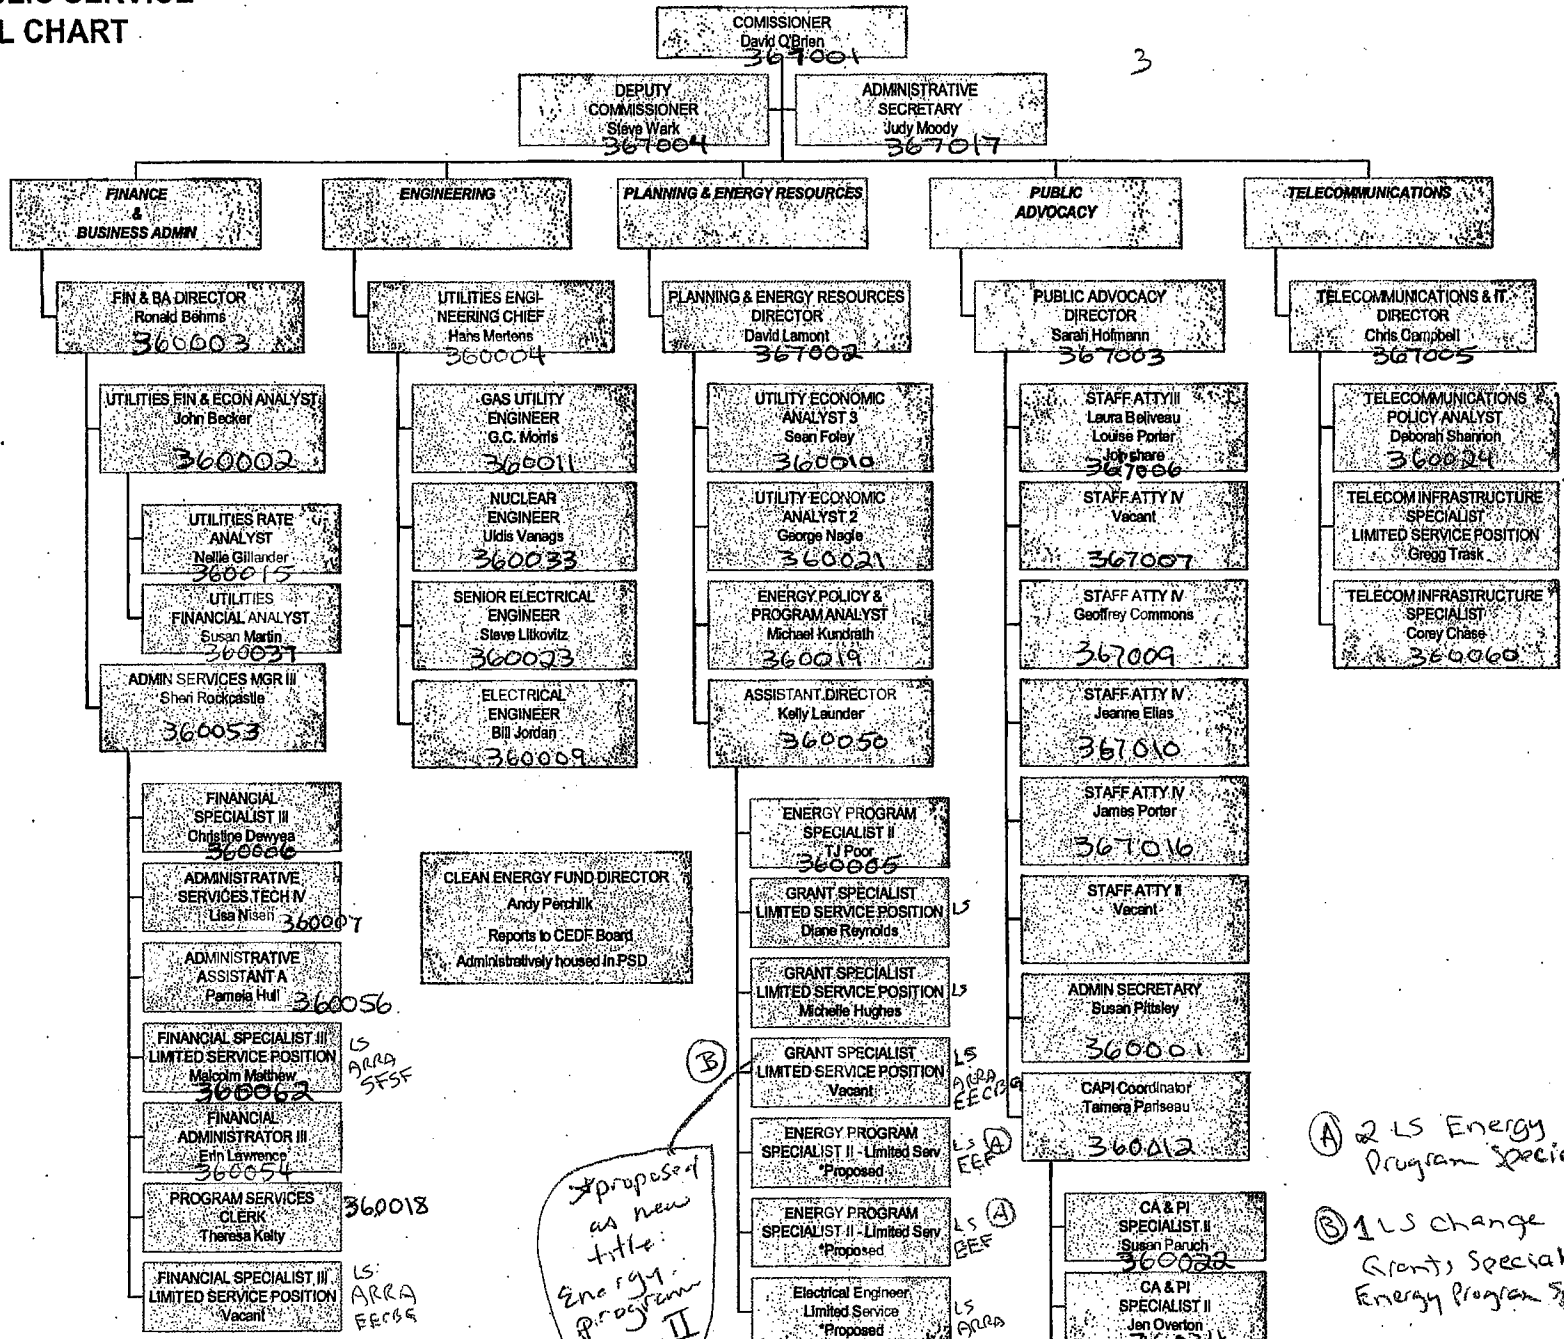 L CHART
3
COMISSIONER
David O'Brien
367001
DEPUTY
COMMISSIONER
Steve Wark
367004
ADMINISTRATIVE
SECRETARY
Judy Moody
367017
FINANCE
&
BUSINESS ADMIN
ENGINEERING
PLANNING & ENERGY RESOURCES
PUBLIC
ADVOCACY
TELECOMMUNICATIONS
FIN & BA DIRECTOR
Ronald Behrns
360003
UTILITIES FIN & ECON ANALYST
John Becker
360002
UTILITIES RATE
ANALYST
Nellie Gillander
360015
UTILITIES
FINANCIAL ANALYST
Susan Martin
360037
ADMIN SERVICES MGR III
Sheri Rockcastle
360053
FINANCIAL
SPECIALIST III
Christine Dewyea
360006
ADMINISTRATIVE
SERVICES TECH IV
Lisa Nisen 360007
ADMINISTRATIVE
ASSISTANT A
Pamela Hull 360056
FINANCIAL SPECIALIST III
LIMITED SERVICE POSITION
Malcolm Matthew
360062
LS
ARRA
SFSF
FINANCIAL
ADMINISTRATOR III
Erin Lawrence
360054
PROGRAM SERVICES
CLERK
Theresa Kelty
360018
FINANCIAL SPECIALIST III
LIMITED SERVICE POSITION
Vacant
LS
ARRA
EECBG
UTILITIES ENGI-
NEERING CHIEF
Hans Mertens
360004
GAS UTILITY
ENGINEER
G.C. Morris
360011
NUCLEAR
ENGINEER
Uldis Vanags
360033
SENIOR ELECTRICAL
ENGINEER
Steve Litkovitz
360023
ELECTRICAL
ENGINEER
Bill Jordan
360009
CLEAN ENERGY FUND DIRECTOR
Andy Perchlik
Reports to CEDF Board
Administratively housed in PSD
PLANNING & ENERGY RESOURCES
DIRECTOR
David Lamont
367002
UTILITY ECONOMIC
ANALYST 3
Sean Foley
360010
UTILITY ECONOMIC
ANALYST 2
George Nagle
360021
ENERGY POLICY &
PROGRAM ANALYST
Michael Kundrath
360019
ASSISTANT DIRECTOR
Kelly Launder
360050
ENERGY PROGRAM
SPECIALIST II
TJ Poor
360005
GRANT SPECIALIST
LIMITED SERVICE POSITION
Diane Reynolds
LS
GRANT SPECIALIST
LIMITED SERVICE POSITION
Michelle Hughes
LS
B
GRANT SPECIALIST
LIMITED SERVICE POSITION
Vacant
LS
ARRA
EECBG
ENERGY PROGRAM
SPECIALIST II - Limited Serv
*Proposed
LS A
EEF
ENERGY PROGRAM
SPECIALIST II - Limited Serv
*Proposed
LS A
EEF
Electrical Engineer
Limited Service
*Proposed
LS
ARRA
*proposed
as new
title:
Energy
program
II
PUBLIC ADVOCACY
DIRECTOR
Sarah Hofmann
367003
STAFF ATTY III
Laura Beliveau
Louise Porter
Job share
367006
STAFF ATTY IV
Vacant
367007
STAFF ATTY IV
Geoffrey Commons
367009
STAFF ATTY IV
Jeanne Elias
367010
STAFF ATTY IV
James Porter
367016
STAFF ATTY II
Vacant
ADMIN SECRETARY
Susan Pittsley
360001
CAPI Coordinator
Tamera Pariseau
360012
CA & PI
SPECIALIST II
Susan Paruch
360022
CA & PI
SPECIALIST II
Jen Overton
TELECOMMUNICATIONS & IT
DIRECTOR
Chris Campbell
367005
TELECOMMUNICATIONS
POLICY ANALYST
Deborah Shannon
360024
TELECOM INFRASTRUCTURE
SPECIALIST
LIMITED SERVICE POSITION
Gregg Trask
TELECOM INFRASTRUCTURE
SPECIALIST
Corey Chase
360060
A 2 LS Energy
Program Specia
B 1 LS change
Grants Special
Energy Program S